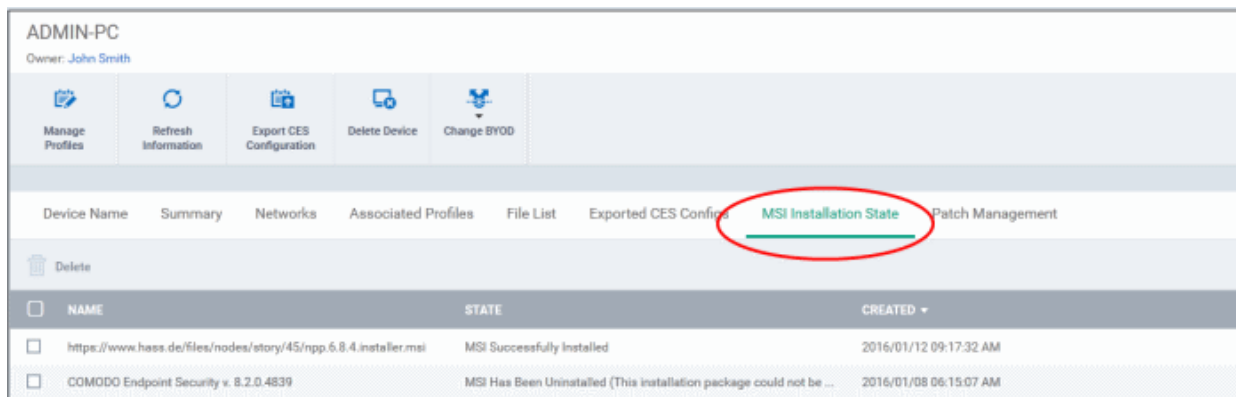 ADMIN-PC
Owner: John Smith
Manage Profiles
Refresh Information
Export CES Configuration
Delete Device
Change BYOD
Device Name Summary Networks Associated Profiles File List Exported CES Configs MSI Installation State Patch Management
Delete
NAME STATE CREATED
https://www.hass.de/files/nodes/story/45/npp.6.8.4.installer.msi MSI Successfully Installed 2016/01/12 09:17:32 AM
COMODO Endpoint Security v. 8.2.0.4839 MSI Has Been Uninstalled (This installation package could not be ... 2016/01/08 06:15:07 AM